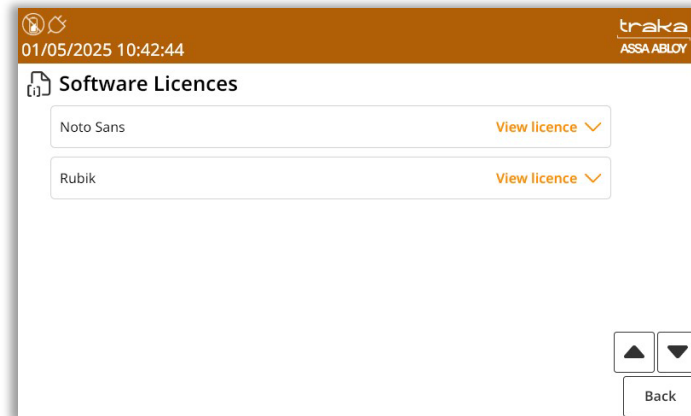 traka
01/05/2025 10:42:44
ASSA ABLOY
Software Licences
Noto Sans View licence
Rubik View licence
Back